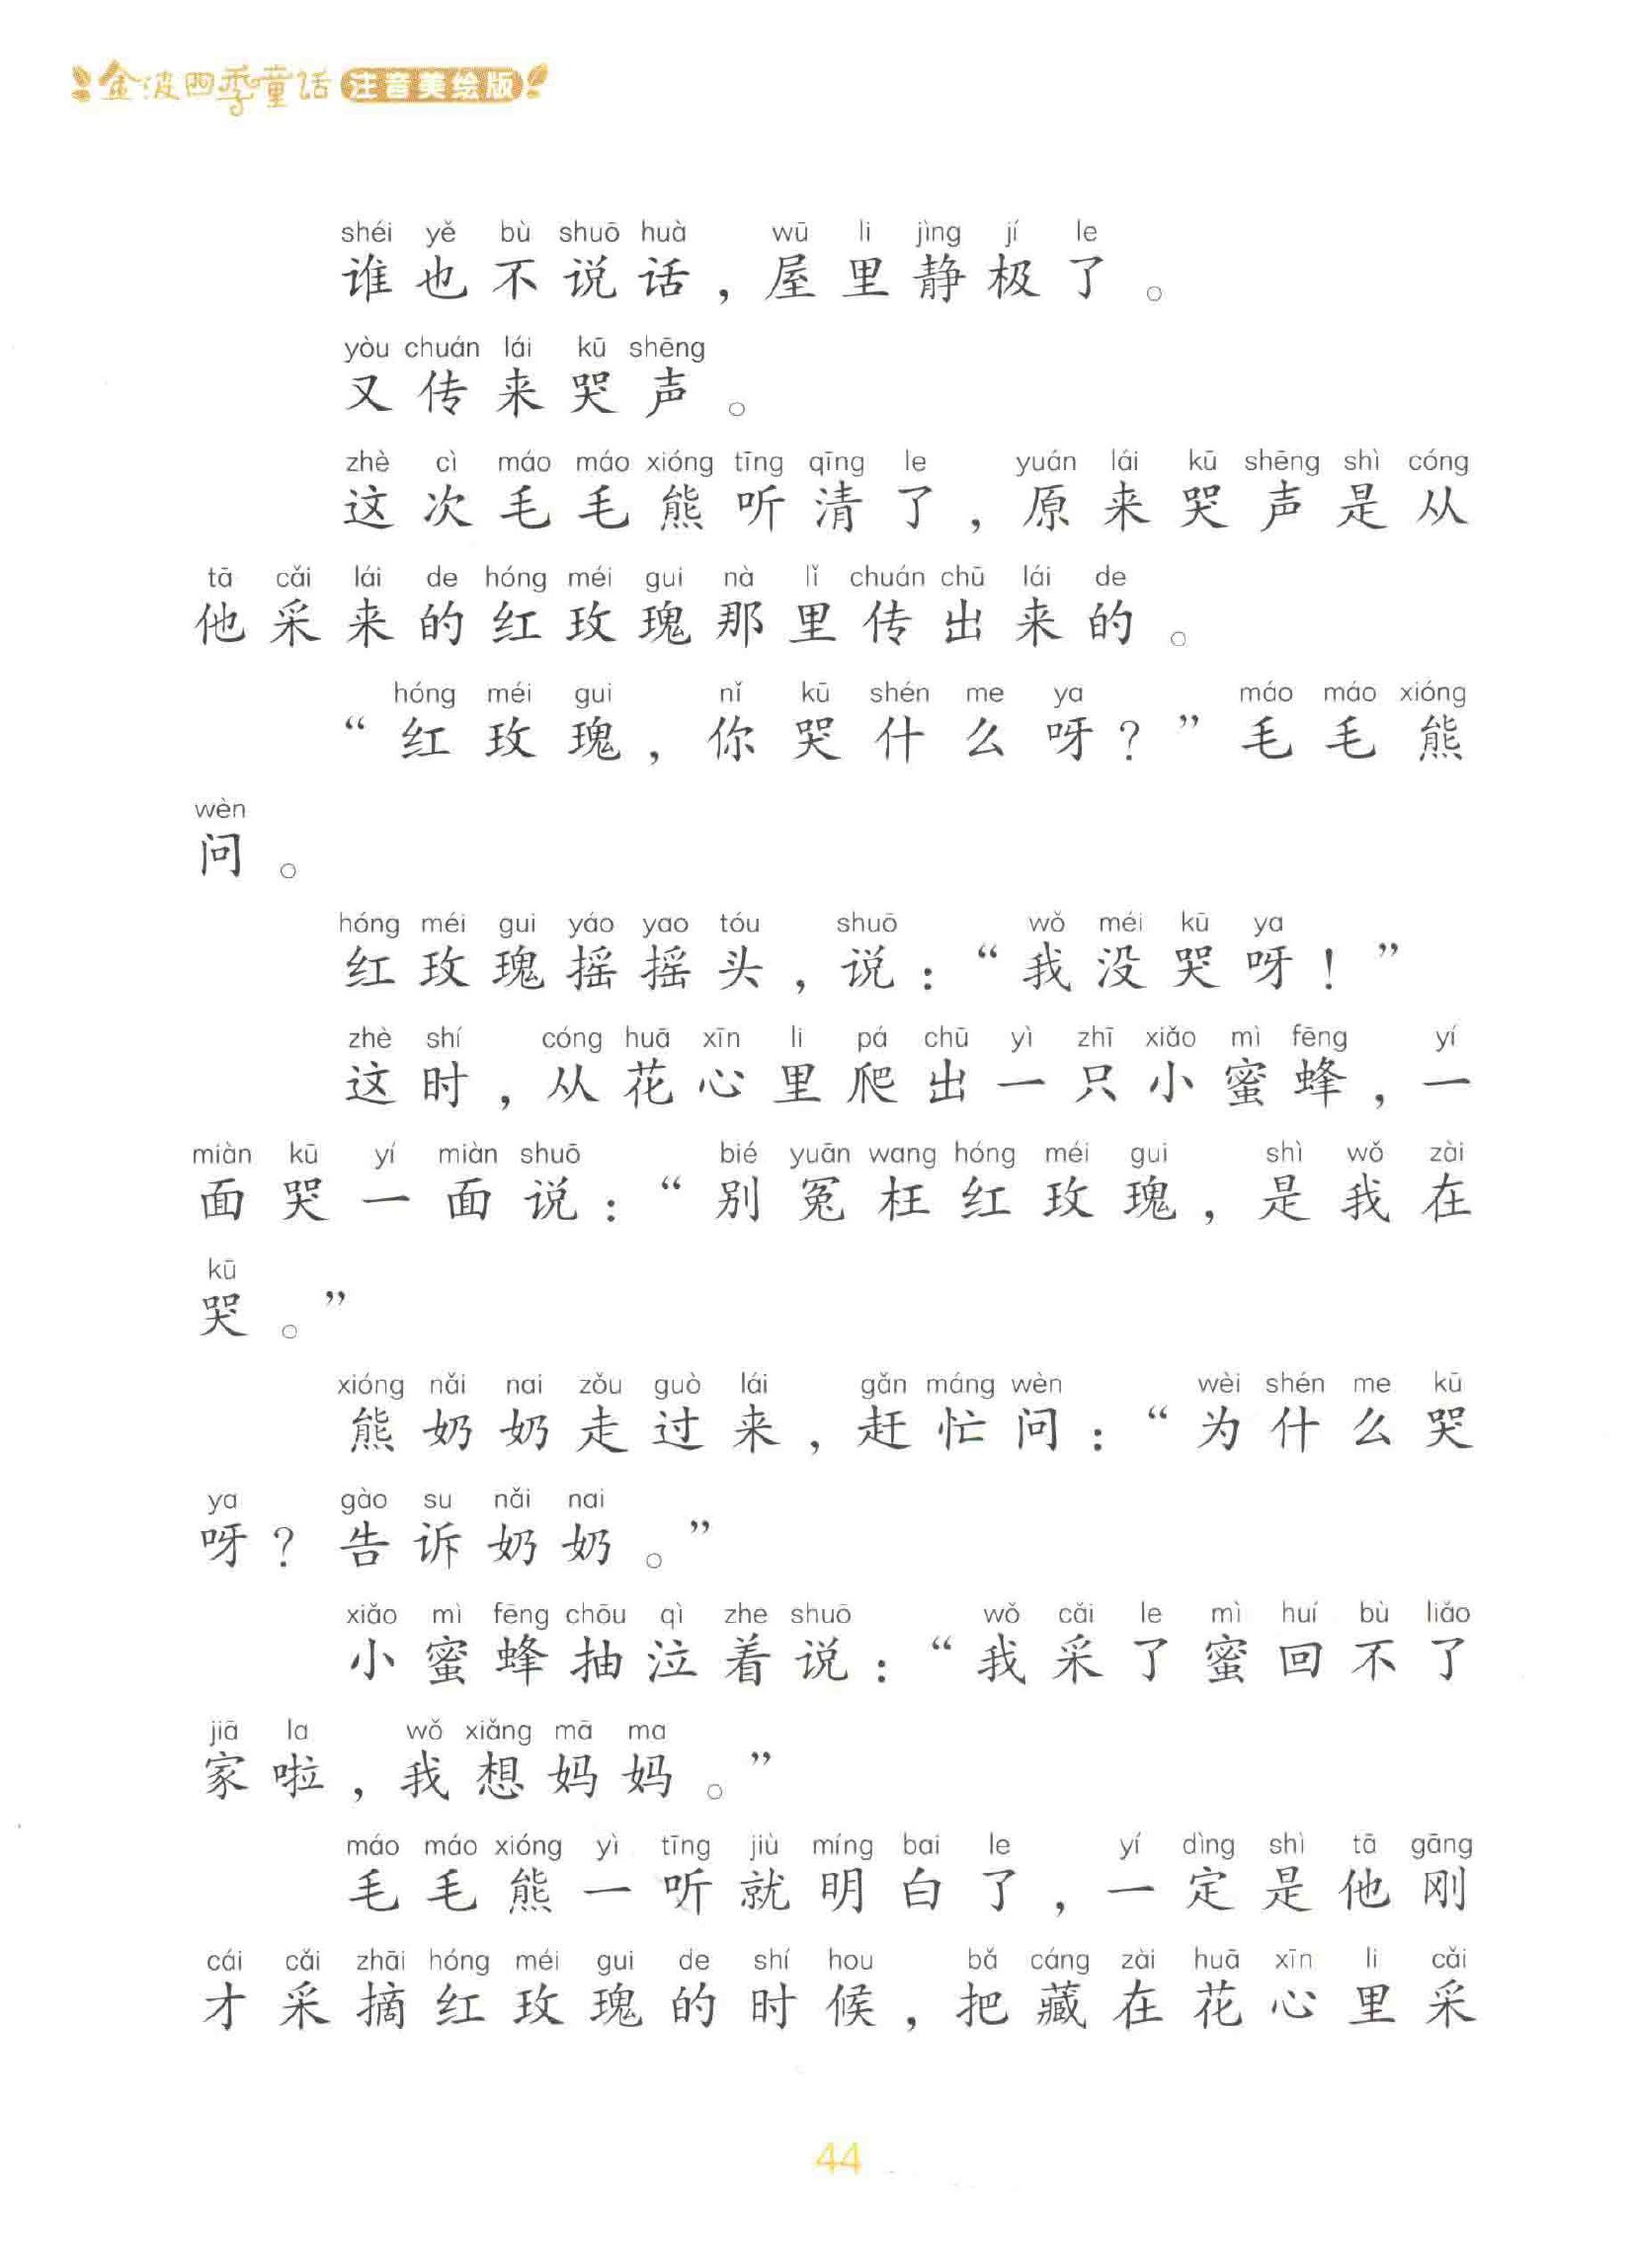 金波四季童话 注音美绘版
shéi yě bù shuō huà wū li jìng jí le
谁也不说话，屋里静极了。
yòu chuán lái kū shēng
又传来哭声。
zhè cì máo máo xióng tīng qīng le yuán lái kū shēng shì cóng
这次毛毛熊听清了，原来哭声是从
tā cǎi lái de hóng méi gui nà lǐ chuán chū lái de
他采来的红玫瑰那里传出来的。
hóng méi gui nǐ kū shén me ya máo máo xióng
“红玫瑰，你哭什么呀？”毛毛熊
wèn
问。
hóng méi gui yáo yao tóu shuō wǒ méi kū ya
红玫瑰摇摇头，说：“我没哭呀！”
zhè shí cóng huā xīn li pá chū yì zhī xiǎo mì fēng yí
这时，从花心里爬出一只小蜜蜂，一
miàn kū yí miàn shuō bié yuān wang hóng méi gui shì wǒ zài
面哭一面说：“别冤枉红玫瑰，是我在
kū
哭。”
xióng nǎi nai zǒu guò lái gǎn máng wèn wèi shén me kū
熊奶奶走过来，赶忙问：“为什么哭
ya gào su nǎi nai
呀？告诉奶奶。”
xiǎo mì fēng chōu qì zhe shuō wǒ cǎi le mì huí bù liǎo
小蜜蜂抽泣着说：“我采了蜜回不了
jiā la wǒ xiǎng mā ma
家啦，我想妈妈。”
máo máo xióng yì tīng jiù míng bai le yí dìng shì tā gāng
毛毛熊一听就明白了，一定是他刚
cái cǎi zhāi hóng méi gui de shí hou bǎ cáng zài huā xīn li cǎi
才采摘红玫瑰的时候，把藏在花心里采
44